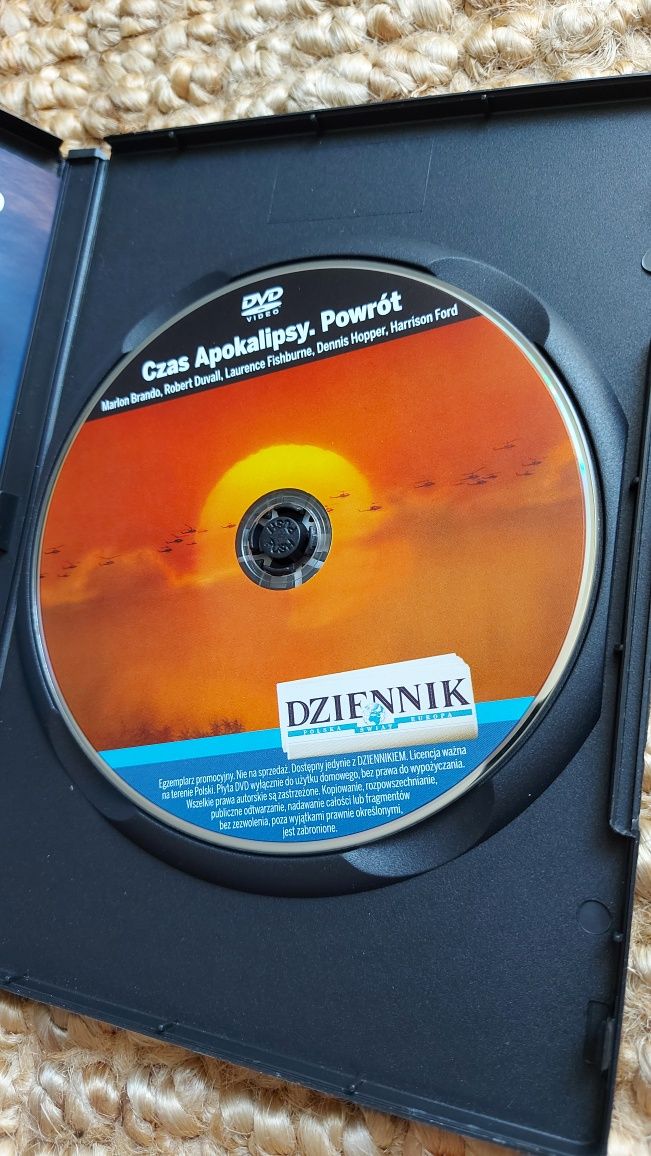 DVD
VIDEO
Czas Apokalipsy. Powrót
Marlon Brando, Robert Duvall, Laurence Fishburne, Dennis Hopper, Harrison Ford
PUSH
DZIENNIK
POLSKA ŚWIAT EUROPA
Egzemplarz promocyjny. Nie na sprzedaż. Dostępny jedynie z DZIENNIKIEM. Licencja ważna
na terenie Polski. Płyta DVD wyłącznie do użytku domowego, bez prawa do wypożyczania.
Wszelkie prawa autorskie są zastrzeżone. Kopiowanie, rozpowszechnianie,
publiczne odtwarzanie, nadawanie całości lub fragmentów
bez zezwolenia, poza wyjątkami prawnie określonymi,
jest zabronione.